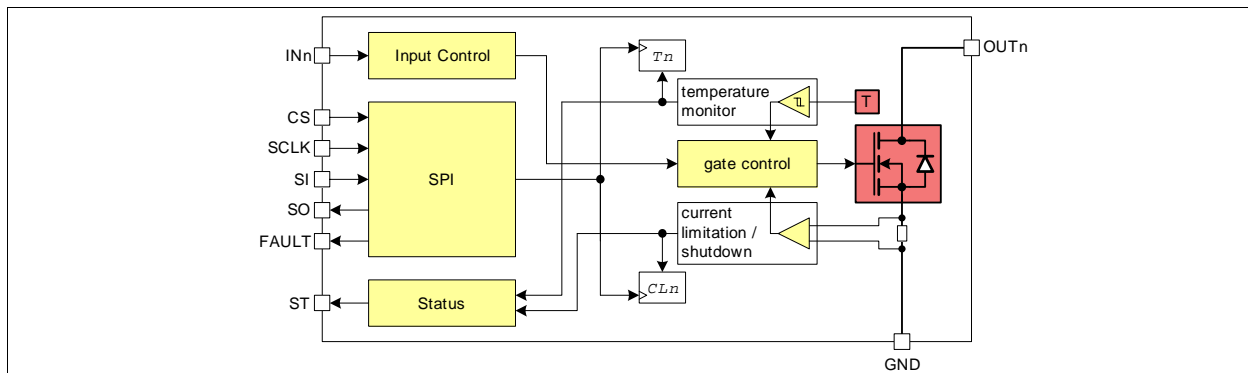 INn
Input Control
Tn
OUTn
temperature
monitor
T
CS
SCLK
SI
SO
FAULT
SPI
gate control
current
limitation /
shutdown
CLn
ST
Status
GND